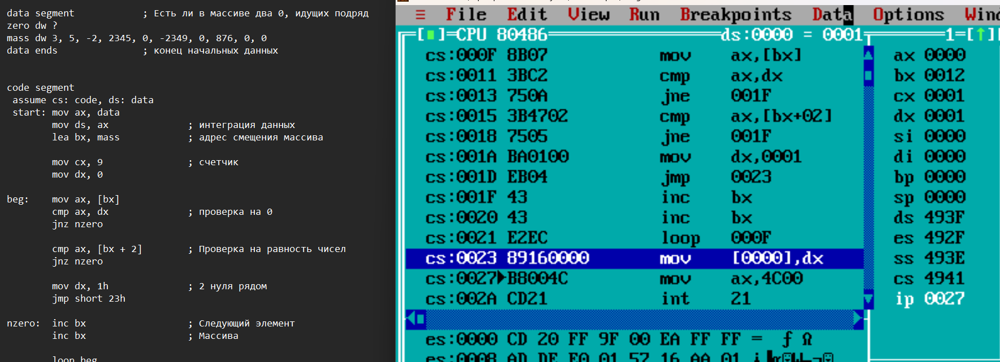 data segment ; Есть ли в массиве два 0, идущих подряд
zero dw ?
mass dw 3, 5, -2, 2345, 0, -2349, 0, 876, 0, 0
data ends ; конец начальных данных
code segment
assume cs: code, ds: data
start: mov ax, data
mov ds, ax ; интеграция данных
lea bx, mass ; адрес смещения массива
mov cx, 9 ; счетчик
mov dx, 0
beg: mov ax, [bx]
cmp ax, dx ; проверка на 0
jnz nzero
cmp ax, [bx + 2] ; Проверка на равность чисел
jnz nzero
mov dx, 1h ; 2 нуля рядом
jmp short 23h
nzero: inc bx ; Следующий элемент
inc bx ; Массива
loop beg
≡ File Edit View Run Breakpoints Data Options Wind
[■]=CPU 80486 ds:0000 = 0001 1=[↑]
cs:000F 8B07 mov ax,[bx] ax 0000
cs:0011 3BC2 cmp ax,dx bx 0012
cs:0013 750A jne 001F cx 0001
cs:0015 3B4702 cmp ax,[bx+02] dx 0001
cs:0018 7505 jne 001F si 0000
cs:001A BA0100 mov dx,0001 di 0000
cs:001D EB04 jmp 0023 bp 0000
cs:001F 43 inc bx sp 0000
cs:0020 43 inc bx ds 493F
cs:0021 E2EC loop 000F es 492F
cs:0023 89160000 mov [0000],dx ss 493E
cs:0027►B8004C mov ax,4C00 cs 4941
cs:002A CD21 int 21 ip 0027
es:0000 CD 20 FF 9F 00 EA FF FF = ƒ Ω
es:0008 AD DE E0 01 57 16 AA 01